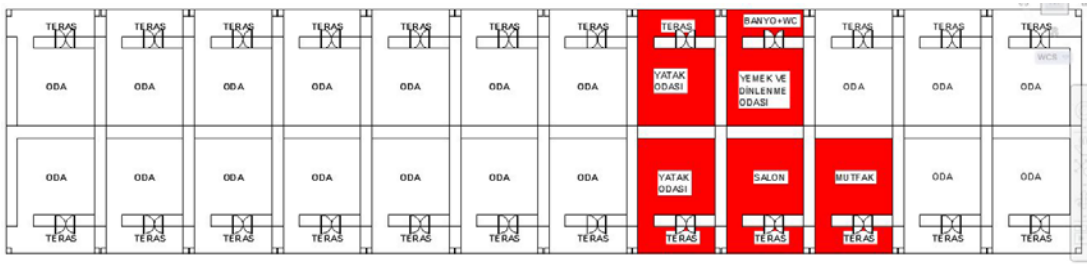 TERAS TERAS TERAS TERAS TERAS TERAS TERAS TERAS BANYO+WC TERAS TERAS TERAS
WCS
ODA ODA ODA ODA ODA ODA ODA
YATAK
ODASI
YEMEK VE
DİNLENME
ODASI
ODA ODA ODA
ODA ODA ODA ODA ODA ODA ODA
YATAK
ODASI
SALON
MUTFAK
ODA ODA
TERAS TERAS TERAS TERAS TERAS TERAS TERAS TERAS TERAS TERAS TERAS TERAS